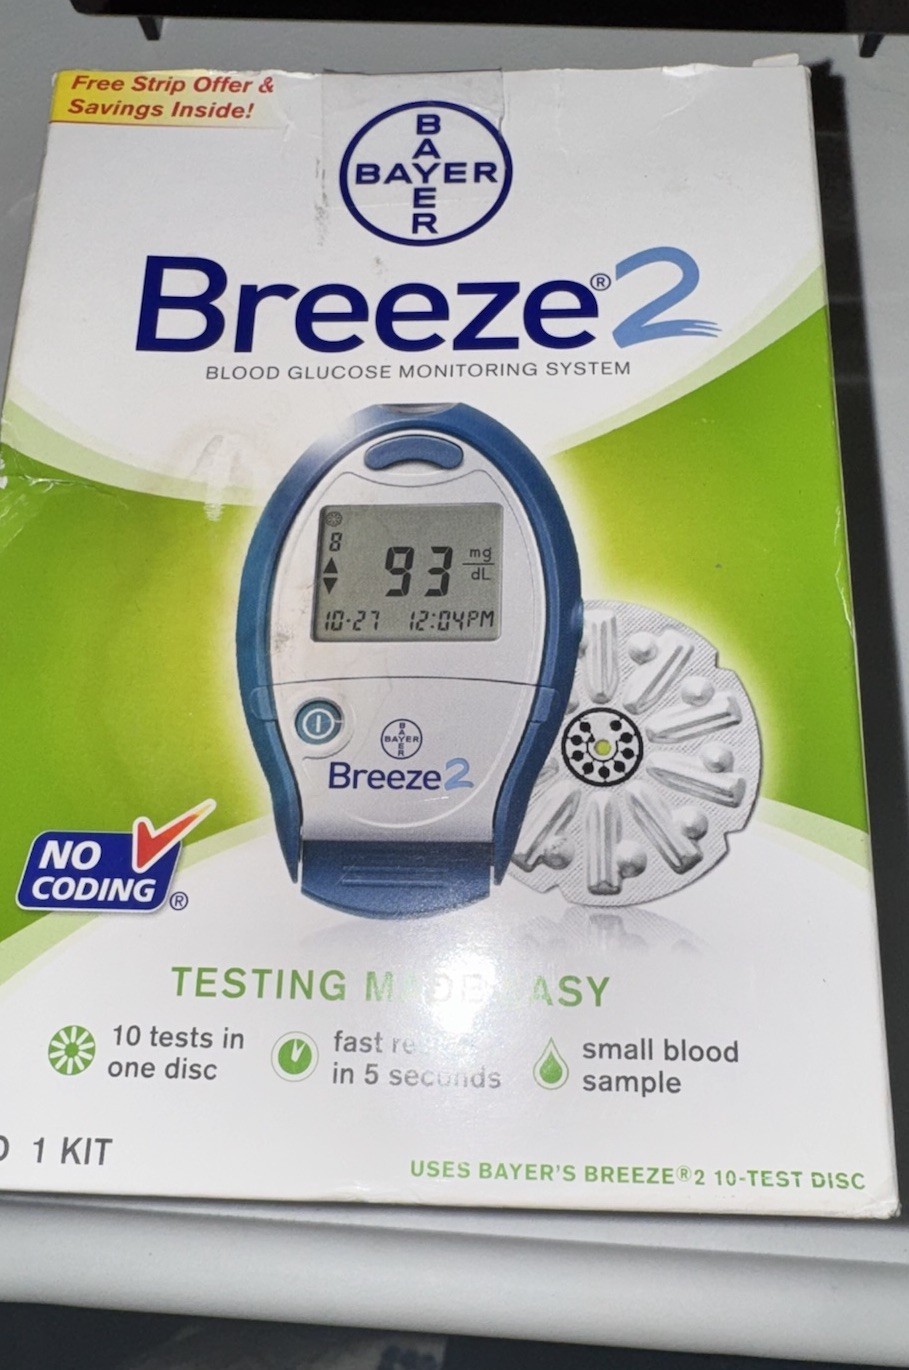 Free Strip Offer &
Savings Inside!
BAYER
BAYER
Breeze®2
BLOOD GLUCOSE MONITORING SYSTEM
8
93 mg/dL
10-27 12:04PM
BAYER
BAYER
Breeze2
NO
CODING®
TESTING
10 tests in
one disc
fast
in 5 seconds
small blood
sample
1 KIT
USES BAYER'S BREEZE®2 10-TEST DISC